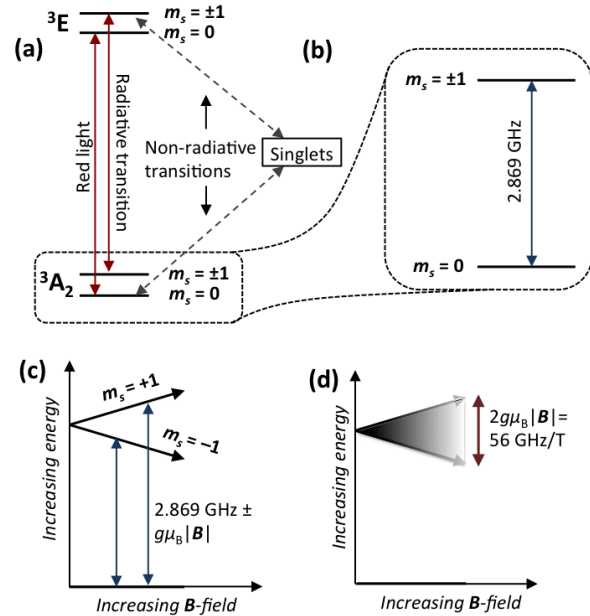 ³E
mₛ = ±1
mₛ = 0
(a)
Red light
Radiative transition
Non-radiative
transitions
Singlets
³A₂
mₛ = ±1
mₛ = 0
(b)
mₛ = ±1
2.869 GHz
mₛ = 0
(c)
Increasing energy
mₛ = +1
mₛ = −1
2.869 GHz ±
gμ_B|B|
Increasing B-field
(d)
Increasing energy
2gμ_B|B|=
56 GHz/T
Increasing B-field